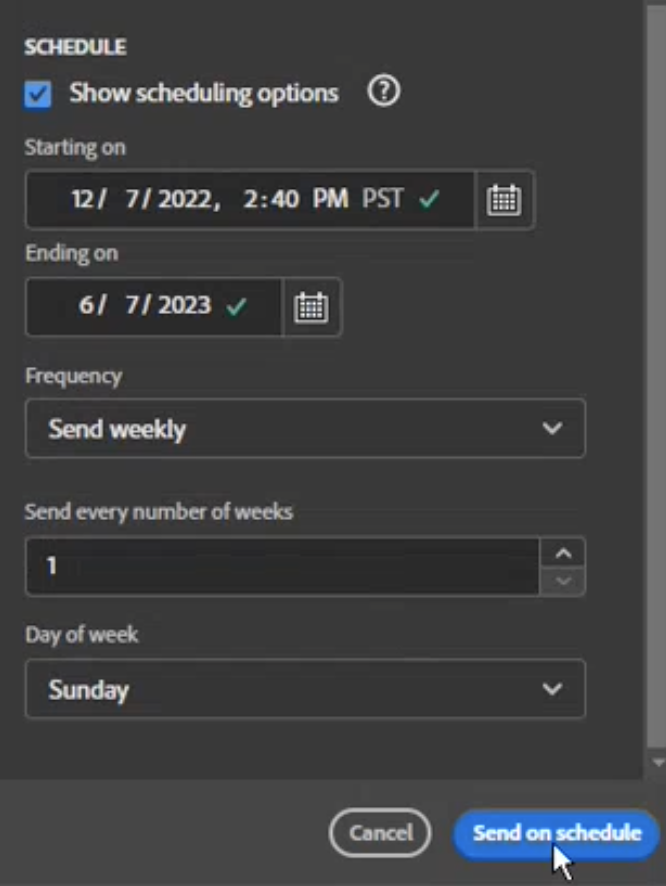 SCHEDULE
Show scheduling options ?
Starting on
12/ 7/ 2022, 2:40 PM PST
Ending on
6/ 7/ 2023
Frequency
Send weekly
Send every number of weeks
1
Day of week
Sunday
Cancel Send on schedule